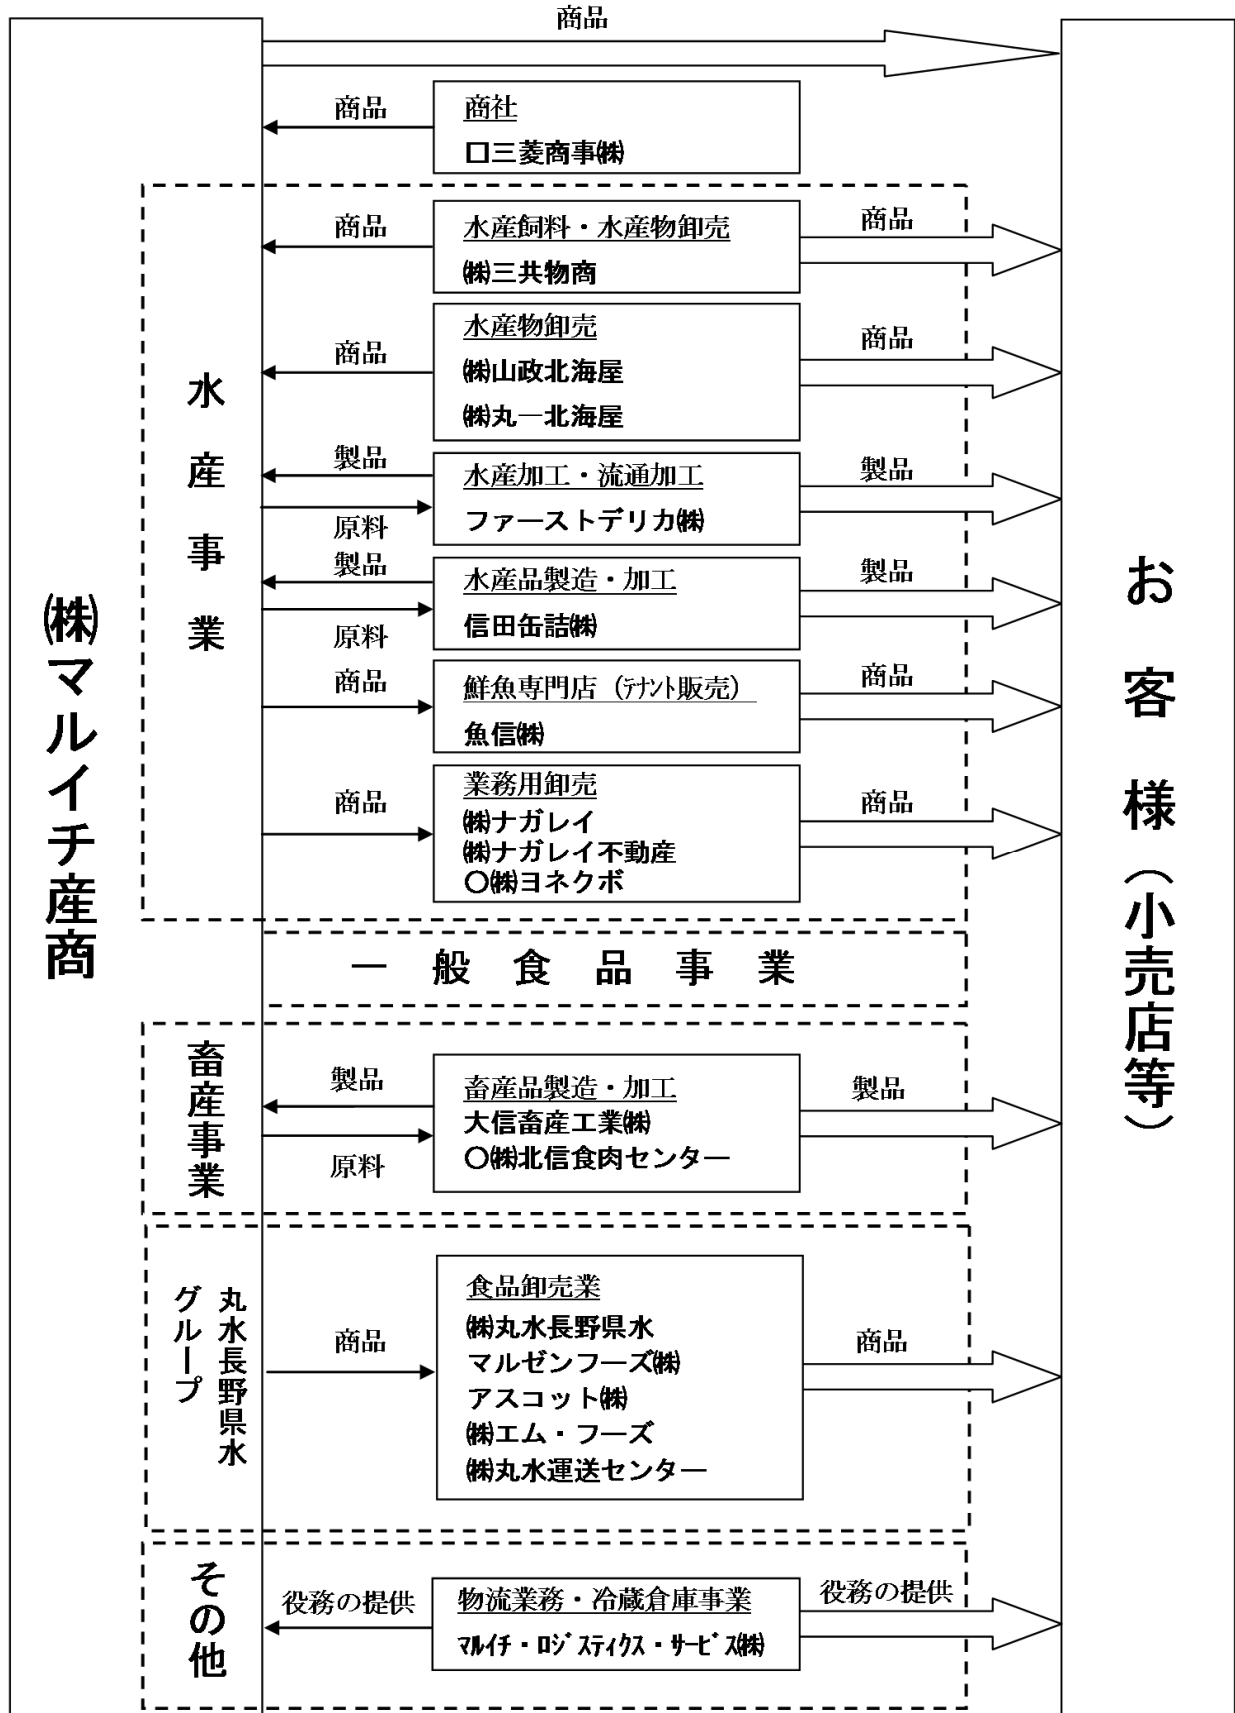 商品
商品
商社
□三菱商事㈱
商品
水産飼料・水産物卸売
㈱三共物商
商品
水産物卸売
商品
㈱山政北海屋
㈱丸一北海屋
商品
水産事業
製品
原料
水産加工・流通加工
ファーストデリカ㈱
製品
製品
原料
水産品製造・加工
信田缶詰㈱
製品
商品
鮮魚専門店（ﾃﾅﾝﾄ販売）
魚信㈱
商品
商品
業務用卸売
㈱ナガレイ
㈱ナガレイ不動産
○㈱ヨネクボ
商品
㈱マルイチ産商
お客様（小売店等）
一般食品事業
畜産事業
製品
原料
畜産品製造・加工
大信畜産工業㈱
○㈱北信食肉センター
製品
丸水長野県水
グループ
商品
食品卸売業
㈱丸水長野県水
マルゼンフーズ㈱
アスコット㈱
㈱エム・フーズ
㈱丸水運送センター
商品
その他
役務の提供
物流業務・冷蔵倉庫事業
ﾏﾙｲﾁ・ﾛｼﾞｽﾃｨｸｽ・ｻｰﾋﾞｽ㈱
役務の提供